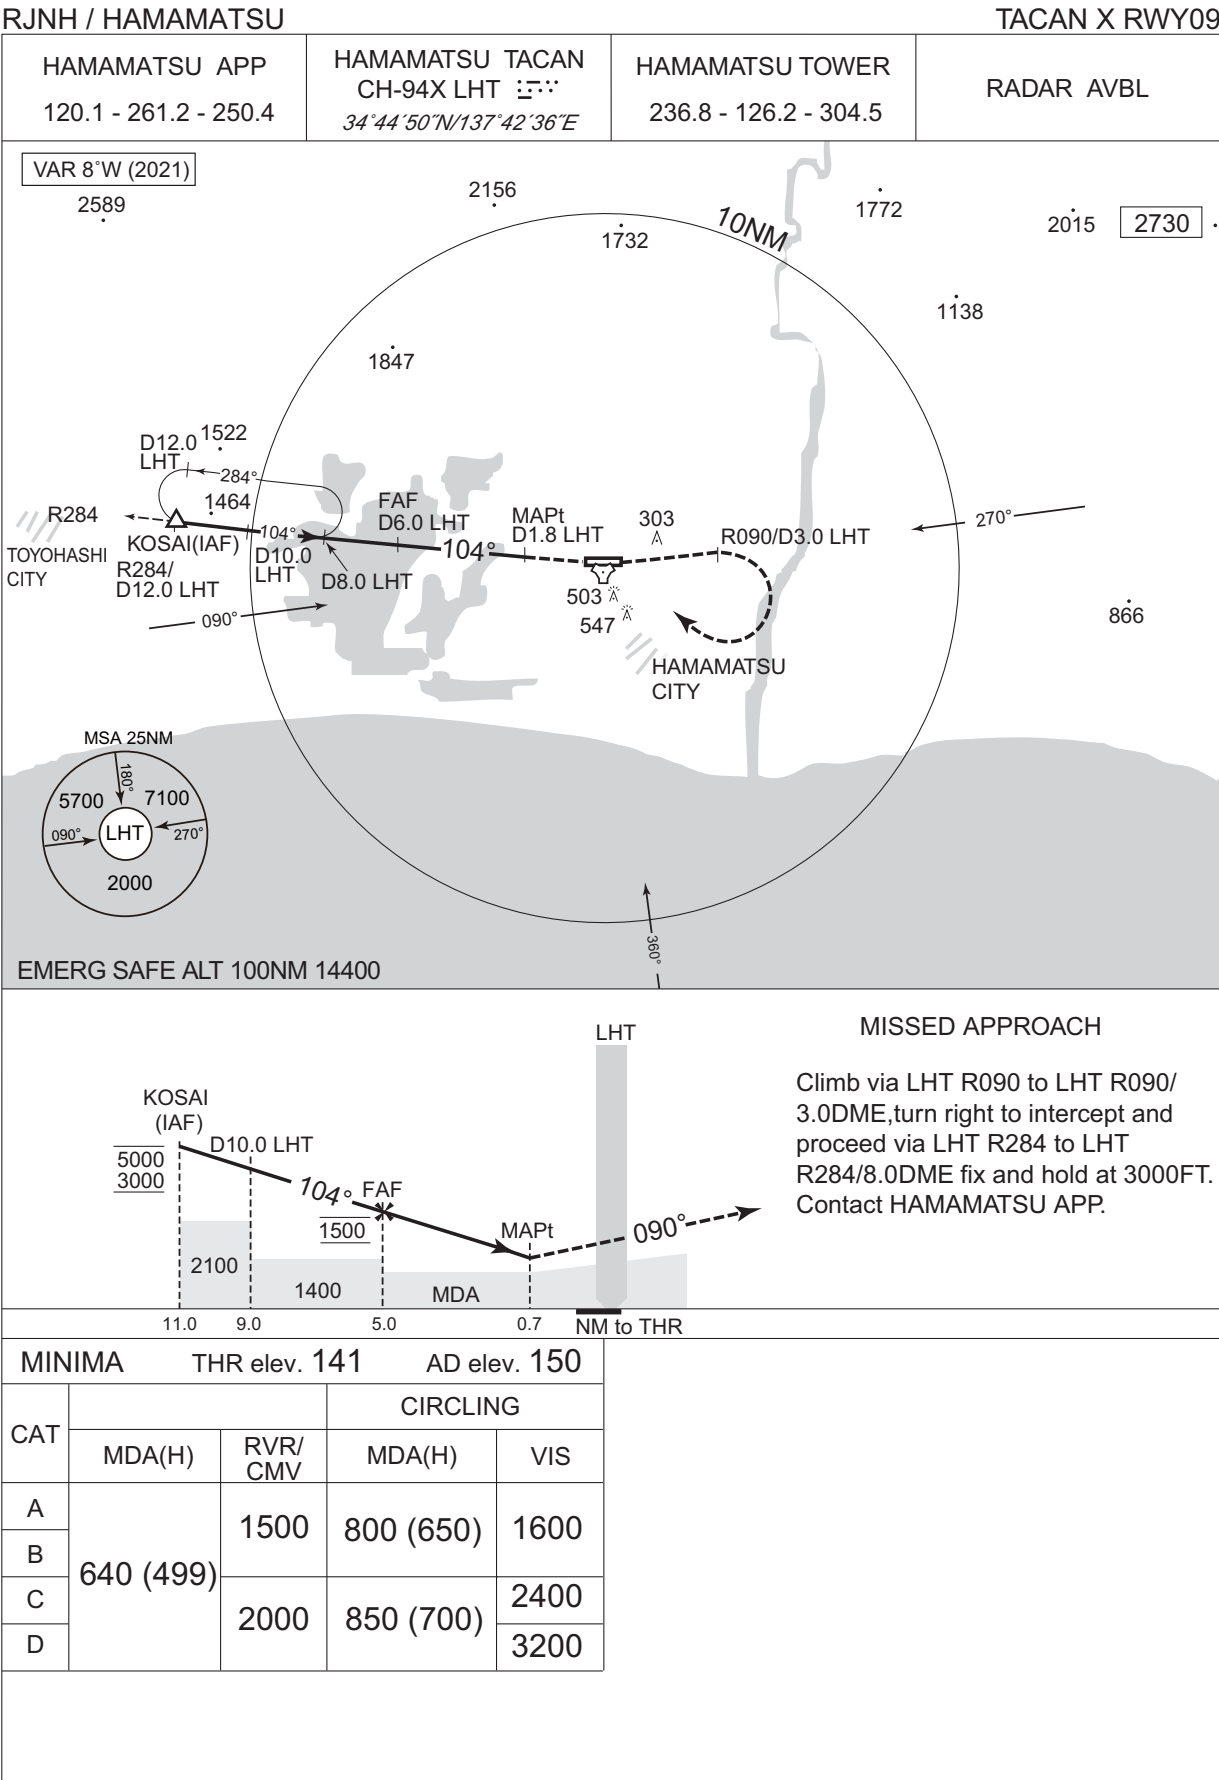 RJNH / HAMAMATSU
TACAN X RWY09
HAMAMATSU APP
120.1 - 261.2 - 250.4
HAMAMATSU TACAN
CH-94X LHT
34°44´50˝N/137°42´36˝E
HAMAMATSU TOWER
236.8 - 126.2 - 304.5
RADAR AVBL
VAR 8°W (2021)
2589
2156
1732
10NM
1772
2015
2730
1138
1847
D12.0
LHT
1522
284°
1464
R284
TOYOHASHI
CITY
KOSAI(IAF)
R284/
D12.0 LHT
104°
D10.0
LHT
D8.0 LHT
FAF
D6.0 LHT
104°
MAPt
D1.8 LHT
303
R090/D3.0 LHT
270°
090°
503
547
866
HAMAMATSU
CITY
MSA 25NM
180°
5700
7100
090°
LHT
270°
2000
360°
EMERG SAFE ALT 100NM 14400
LHT
KOSAI
(IAF)
5000
3000
D10.0 LHT
104°
FAF
1500
MAPt
090°
2100
1400
MDA
11.0
9.0
5.0
0.7
NM to THR
MISSED APPROACH
Climb via LHT R090 to LHT R090/
3.0DME,turn right to intercept and
proceed via LHT R284 to LHT
R284/8.0DME fix and hold at 3000FT.
Contact HAMAMATSU APP.
MINIMA THR elev. 141 AD elev. 150
CAT
CIRCLING
MDA(H)
RVR/
CMV
MDA(H)
VIS
A
B
C
D
640 (499)
1500
800 (650)
1600
2000
850 (700)
2400
3200